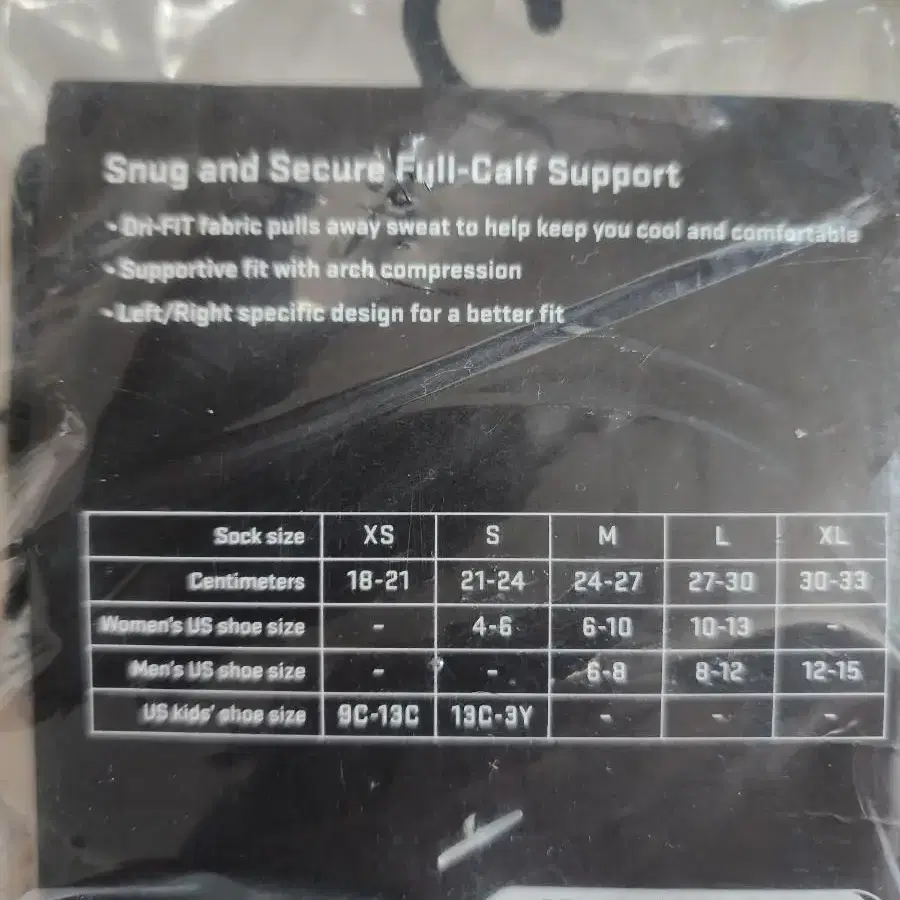 Snug and Secure Full-Calf Support
• Dri-FIT fabric pulls away sweat to help keep you cool and comfortable
• Supportive fit with arch compression
• Left/Right specific design for a better fit
Sock size XS S M L XL
Centimeters 18-21 21-24 24-27 27-30 30-33
Women's US shoe size - 4-6 6-10 10-13 -
Men's US shoe size - - 6-8 8-12 12-15
US kids' shoe size 9C-13C 13C-3Y - - -